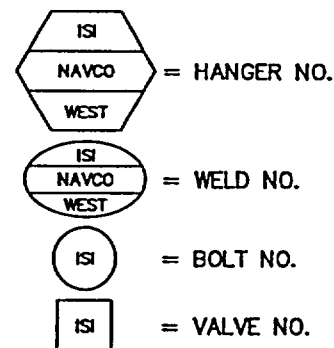 ISI
NAVCO = HANGER NO.
WEST
ISI
NAVCO = WELD NO.
WEST
ISI = BOLT NO.
ISI = VALVE NO.